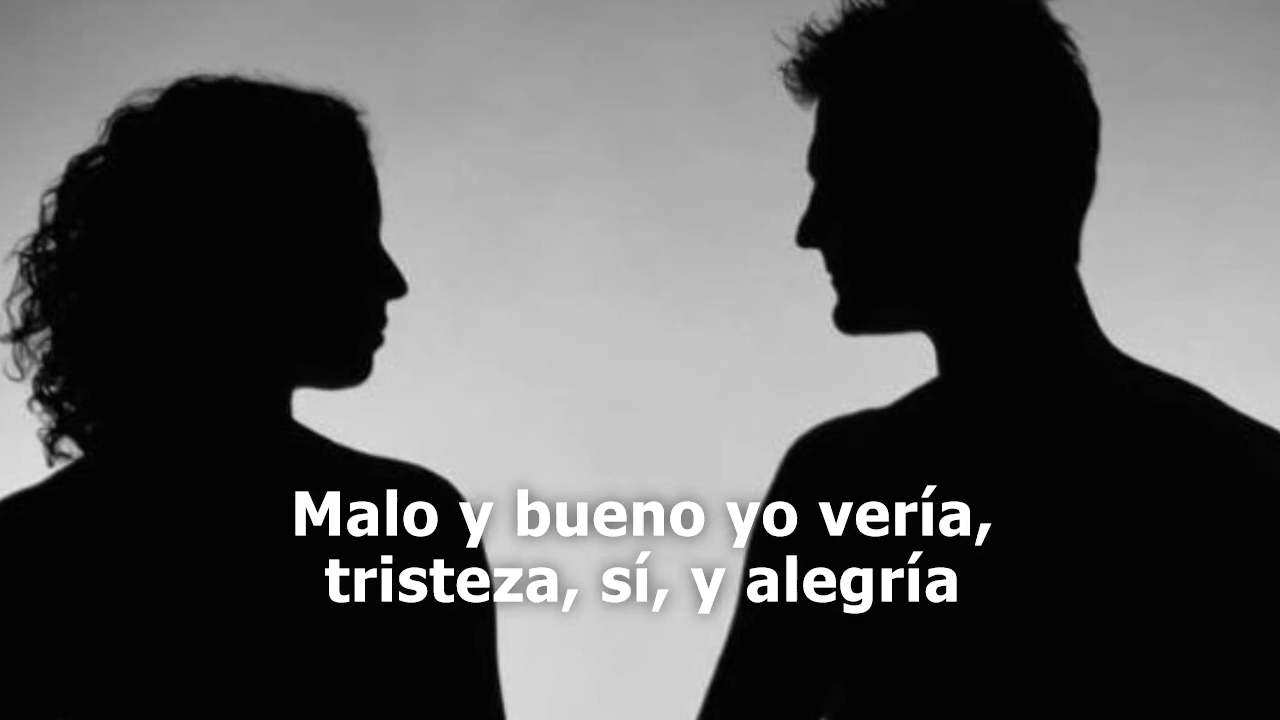 Malo y bueno yo vería,
tristeza, sí, y alegría